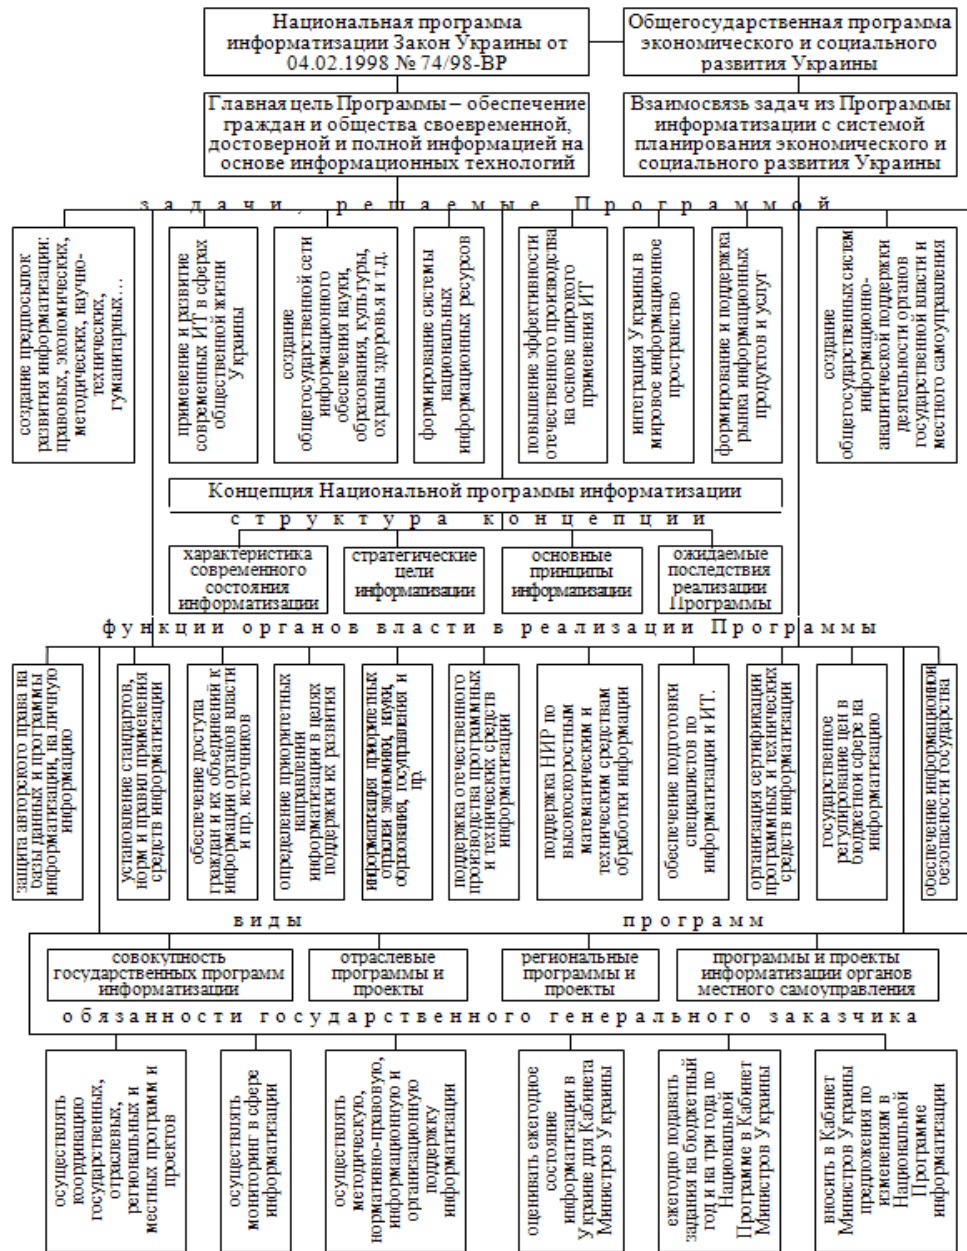 Национальная программа
информатизации Закон Украины от
04.02.1998 № 74/98-ВР
Общегосударственная программа
экономического и социального
развития Украины
Главная цель Программы – обеспечение
граждан и общества своевременной,
достоверной и полной информацией на
основе информационных технологий
Взаимосвязь задач из Программы
информатизации с системой
планирования экономического и
социального развития Украины
задачи, решаемые Программой
создание предпосылок
развития информатизации:
правовых, экономических,
методических, научно-
технических,
гуманитарных…
применение и развитие
современных ИТ в сферах
общественной жизни
Украины
создание
общегосударственной сети
информационного
обеспечения науки,
образования, культуры,
охраны здоровья и т.д.
формирование системы
национальных
информационных ресурсов
повышение эффективности
отечественного производства
на основе широкого
применения ИТ
интеграция Украины в
мировое информационное
пространство
формирование и поддержка
рынка информационных
продуктов и услуг
создание
общегосударственных систем
информационно-
аналитической поддержки
деятельности органов
государственной власти и
местного самоуправления
Концепция Национальной программы информатизации
структура концепции
характеристика
современного
состояния
информатизации
стратегические
цели
информатизации
основные
принципы
информатизации
ожидаемые
последствия
реализации
Программы
функции органов власти в реализации Программы
защита авторского права на
базы данных и программы
информатизации, на личную
информацию
установление стандартов,
норм и правил применения
средств информатизации
обеспечение доступа
граждан и их объединений к
информации органов власти
и пр. источников
определение приоритетных
направлении
информатизации в целях
поддержки их развития
информатизация приоритетных
отраслей экономики, науки,
образования, госуправления и
пр.
поддержка отечественного
производства программных
и технических средств
информатизации
поддержка НИР по
высокоскоростным
математическим и
техническим средствам
обработки информации
обеспечение подготовки
специалистов по
информатизации и ИТ.
организация сертификации
программных и технических
средств информатизации
государственное
регулирование цен в
бюджетной сфере на
информацию
обеспечение информационной
безопасности государства
виды программ
совокупность
государственных программ
информатизации
отраслевые
программы и
проекты
региональные
программы и
проекты
программы и проекты
информатизации органов
местного самоуправления
обязанности государственного генерального заказчика
осуществлять
координацию
государственных,
отраслевых,
региональных и
местных программ и
проектов
осуществлять
мониторинг в сфере
информатизации
осуществлять
методическую,
нормативно-правовую,
информационную и
организационную
поддержку
информатизации
оценивать ежегодное
состояние
информатизации в
Украине для Кабинета
Министров Украины
ежегодно подавать
задания на бюджетный
год и на три года по
Национальной
Программе в Кабинет
Министров Украины
вносить в Кабинет
Министров Украины
предложения по
изменениям в
Национальной
Программе
информатизации